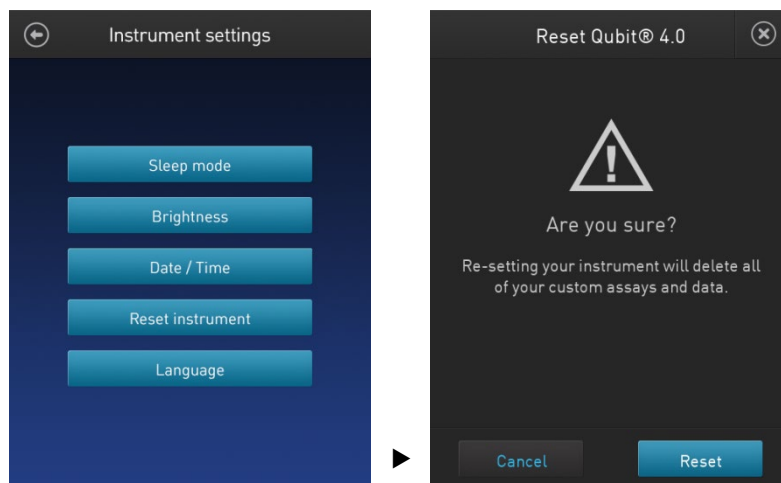 Instrument settings
Sleep mode
Brightness
Date / Time
Reset instrument
Language
Reset Qubit® 4.0
Are you sure?
Re-setting your instrument will delete all
of your custom assays and data.
Cancel
Reset